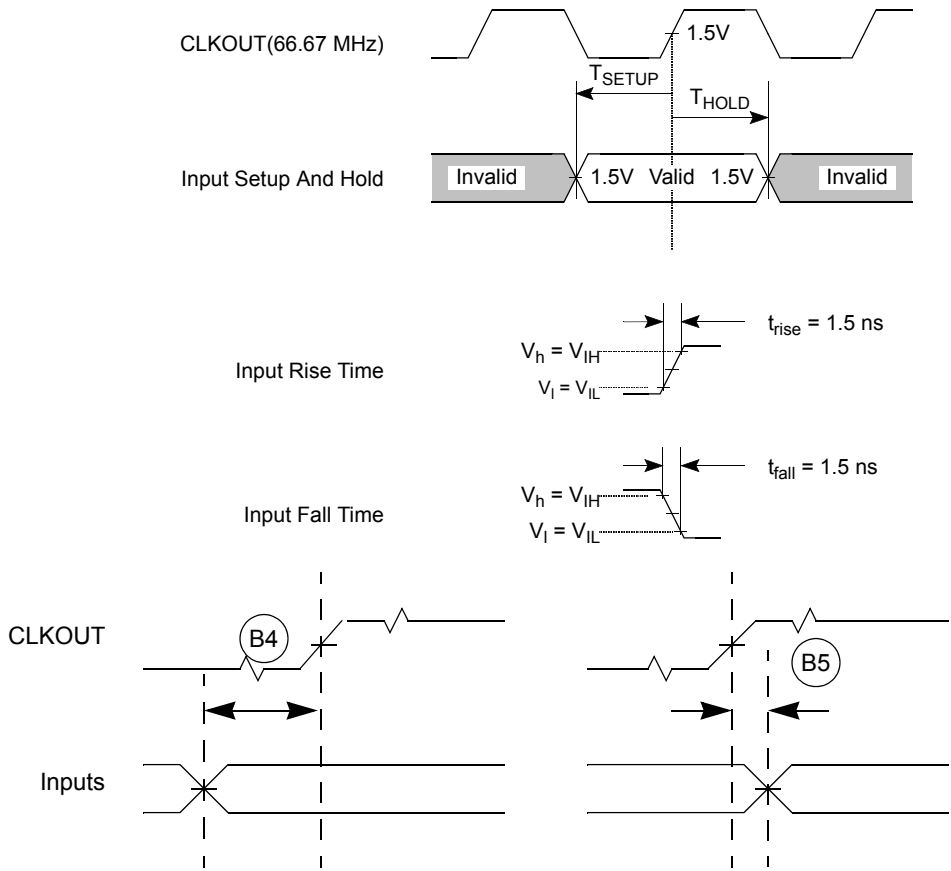 CLKOUT(66.67 MHz)
1.5V
TSETUP
THOLD
Input Setup And Hold
Invalid
1.5V Valid 1.5V
Invalid
trise = 1.5 ns
Vh = VIH
Input Rise Time
Vl = VIL
tfall = 1.5 ns
Vh = VIH
Input Fall Time
Vl = VIL
CLKOUT
B4
B5
Inputs